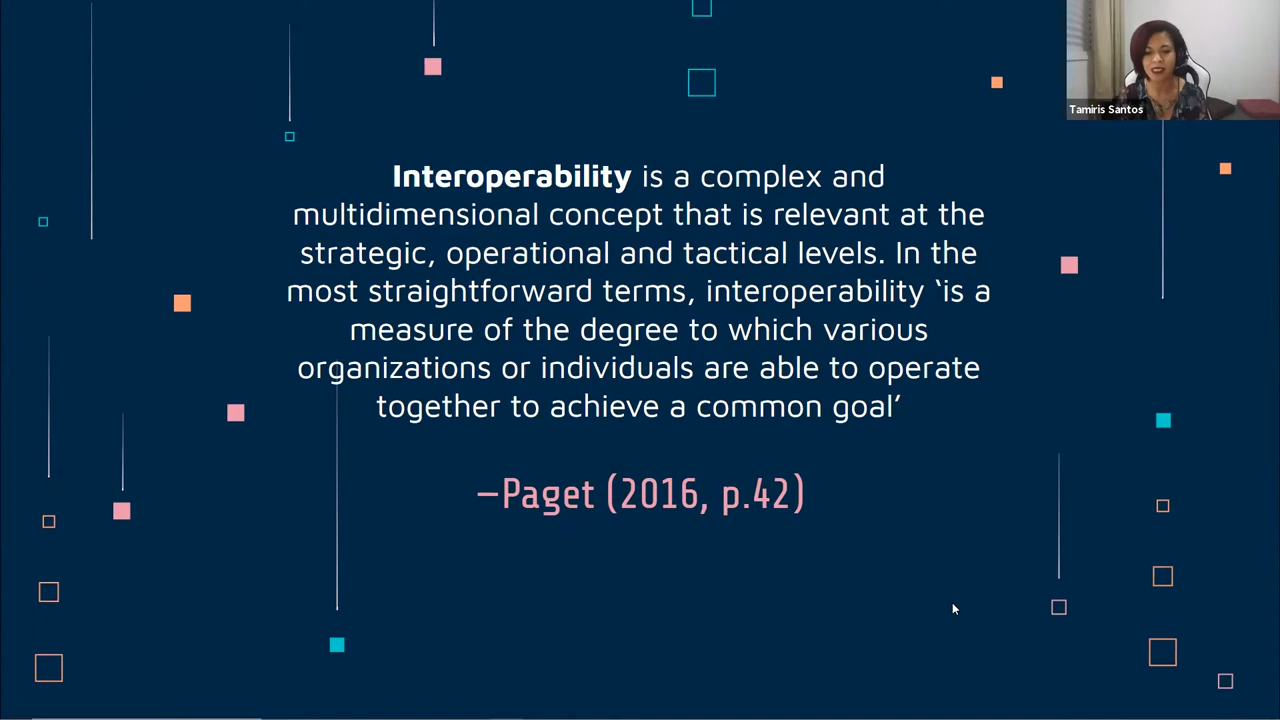 Tamiris Santos
Interoperability is a complex and
multidimensional concept that is relevant at the
strategic, operational and tactical levels. In the
most straightforward terms, interoperability ‘is a
measure of the degree to which various
organizations or individuals are able to operate
together to achieve a common goal’
–Paget (2016, p.42)